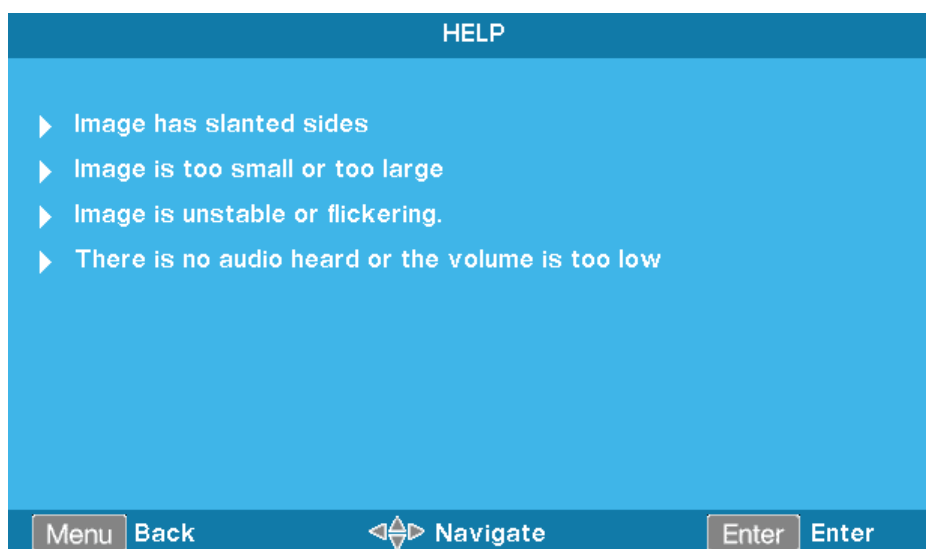 HELP
Image has slanted sides
Image is too small or too large
Image is unstable or flickering.
There is no audio heard or the volume is too low
Menu Back Navigate Enter Enter